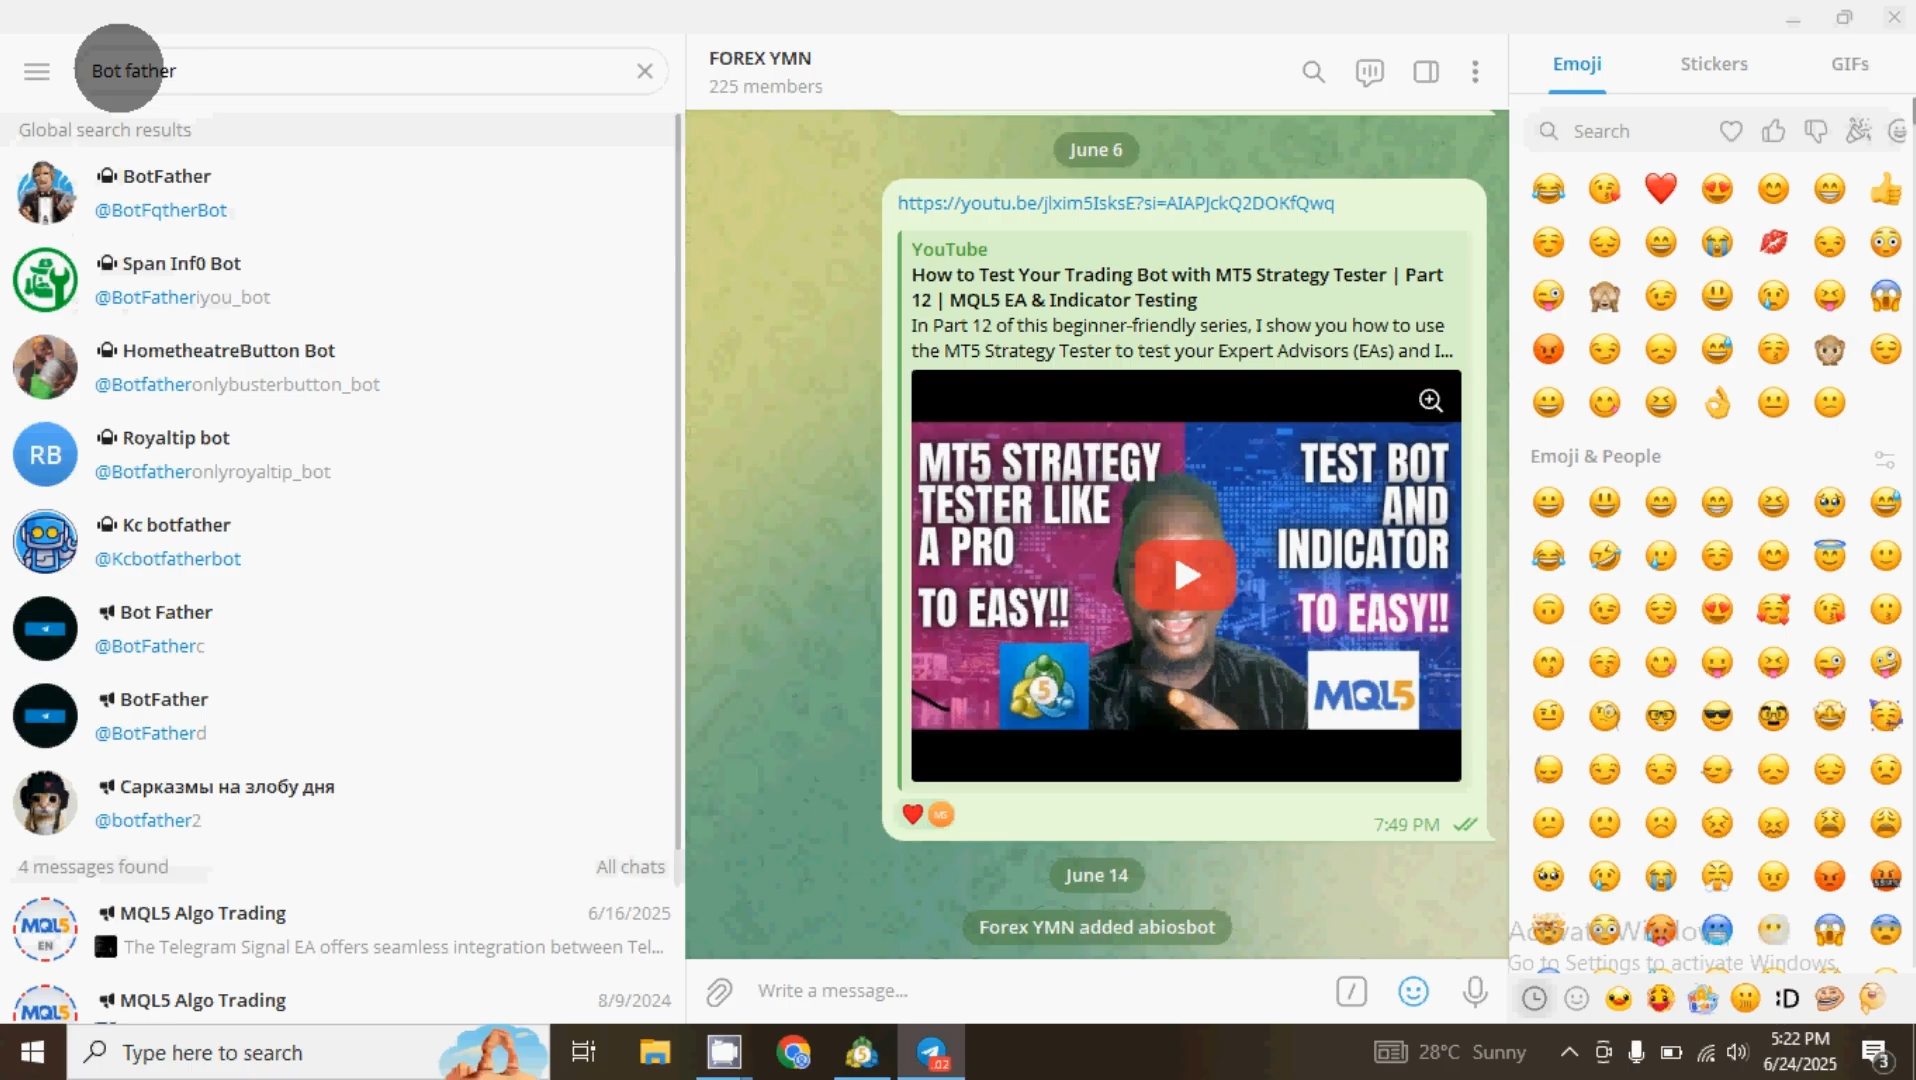 Bot father
Global search results
BotFather
@BotFqtherBot
Span Inf0 Bot
@BotFatheriyou_bot
HometheatreButton Bot
@Botfatheronlybusterbutton_bot
RB
Royaltip bot
@Botfatheronlyroyaltip_bot
Kc botfather
@Kcbotfatherbot
Bot Father
@BotFatherc
BotFather
@BotFatherd
Сарказмы на злобу дня
@botfather2
4 messages found
All chats
MQL5
EN
MQL5 Algo Trading
6/16/2025
The Telegram Signal EA offers seamless integration between Tel...
MQL5 Algo Trading
8/9/2024
FOREX YMN
225 members
June 6
https://youtu.be/jlxim5IsksE?si=AIAPJckQ2DOKfQwq
YouTube
How to Test Your Trading Bot with MT5 Strategy Tester | Part
12 | MQL5 EA & Indicator Testing
In Part 12 of this beginner-friendly series, I show you how to use
the MT5 Strategy Tester to test your Expert Advisors (EAs) and I...
MT5 STRATEGY
TESTER LIKE
A PRO
TO EASY!!
TEST BOT
AND
INDICATOR
TO EASY!!
5
MQL5
7:49 PM
June 14
Forex YMN added abiosbot
Write a message...
Emoji
Stickers
GIFs
Search
Emoji & People
Activate Windows
Go to Settings to activate Windows.
:D
Type here to search
5
.02
28°C Sunny
5:22 PM
6/24/2025
3